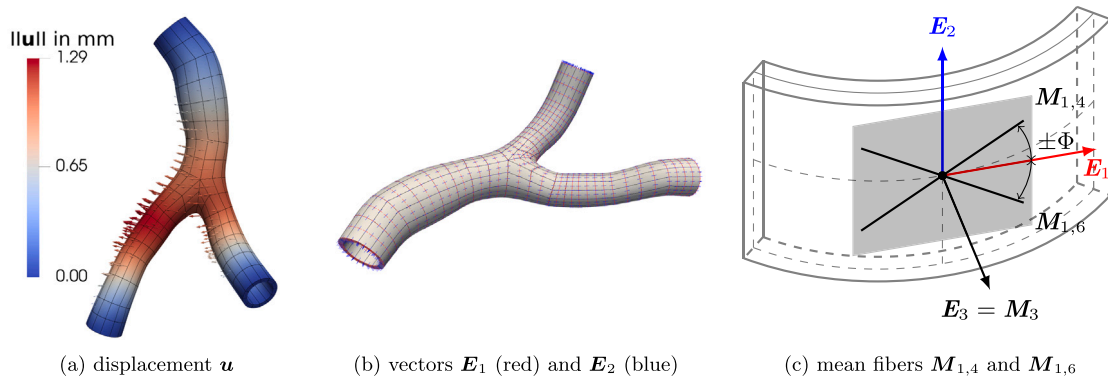 ||u|| in mm
1.29
0.65
0.00
(a) displacement u
(b) vectors E₁ (red) and E₂ (blue)
E₂
M₁,₄
±Φ
E₁
M₁,₆
E₃ = M₃
(c) mean fibers M₁,₄ and M₁,₆